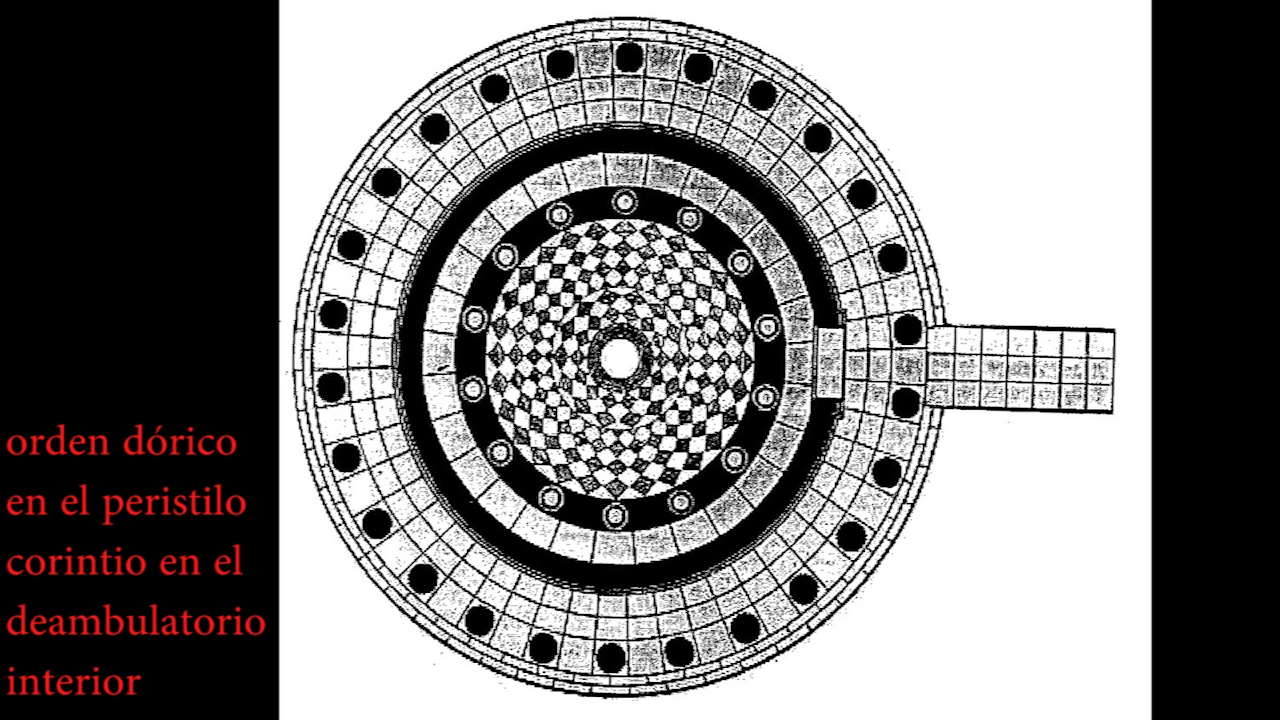 orden dórico
en el peristilo
corintio en el
deambulatorio
interior